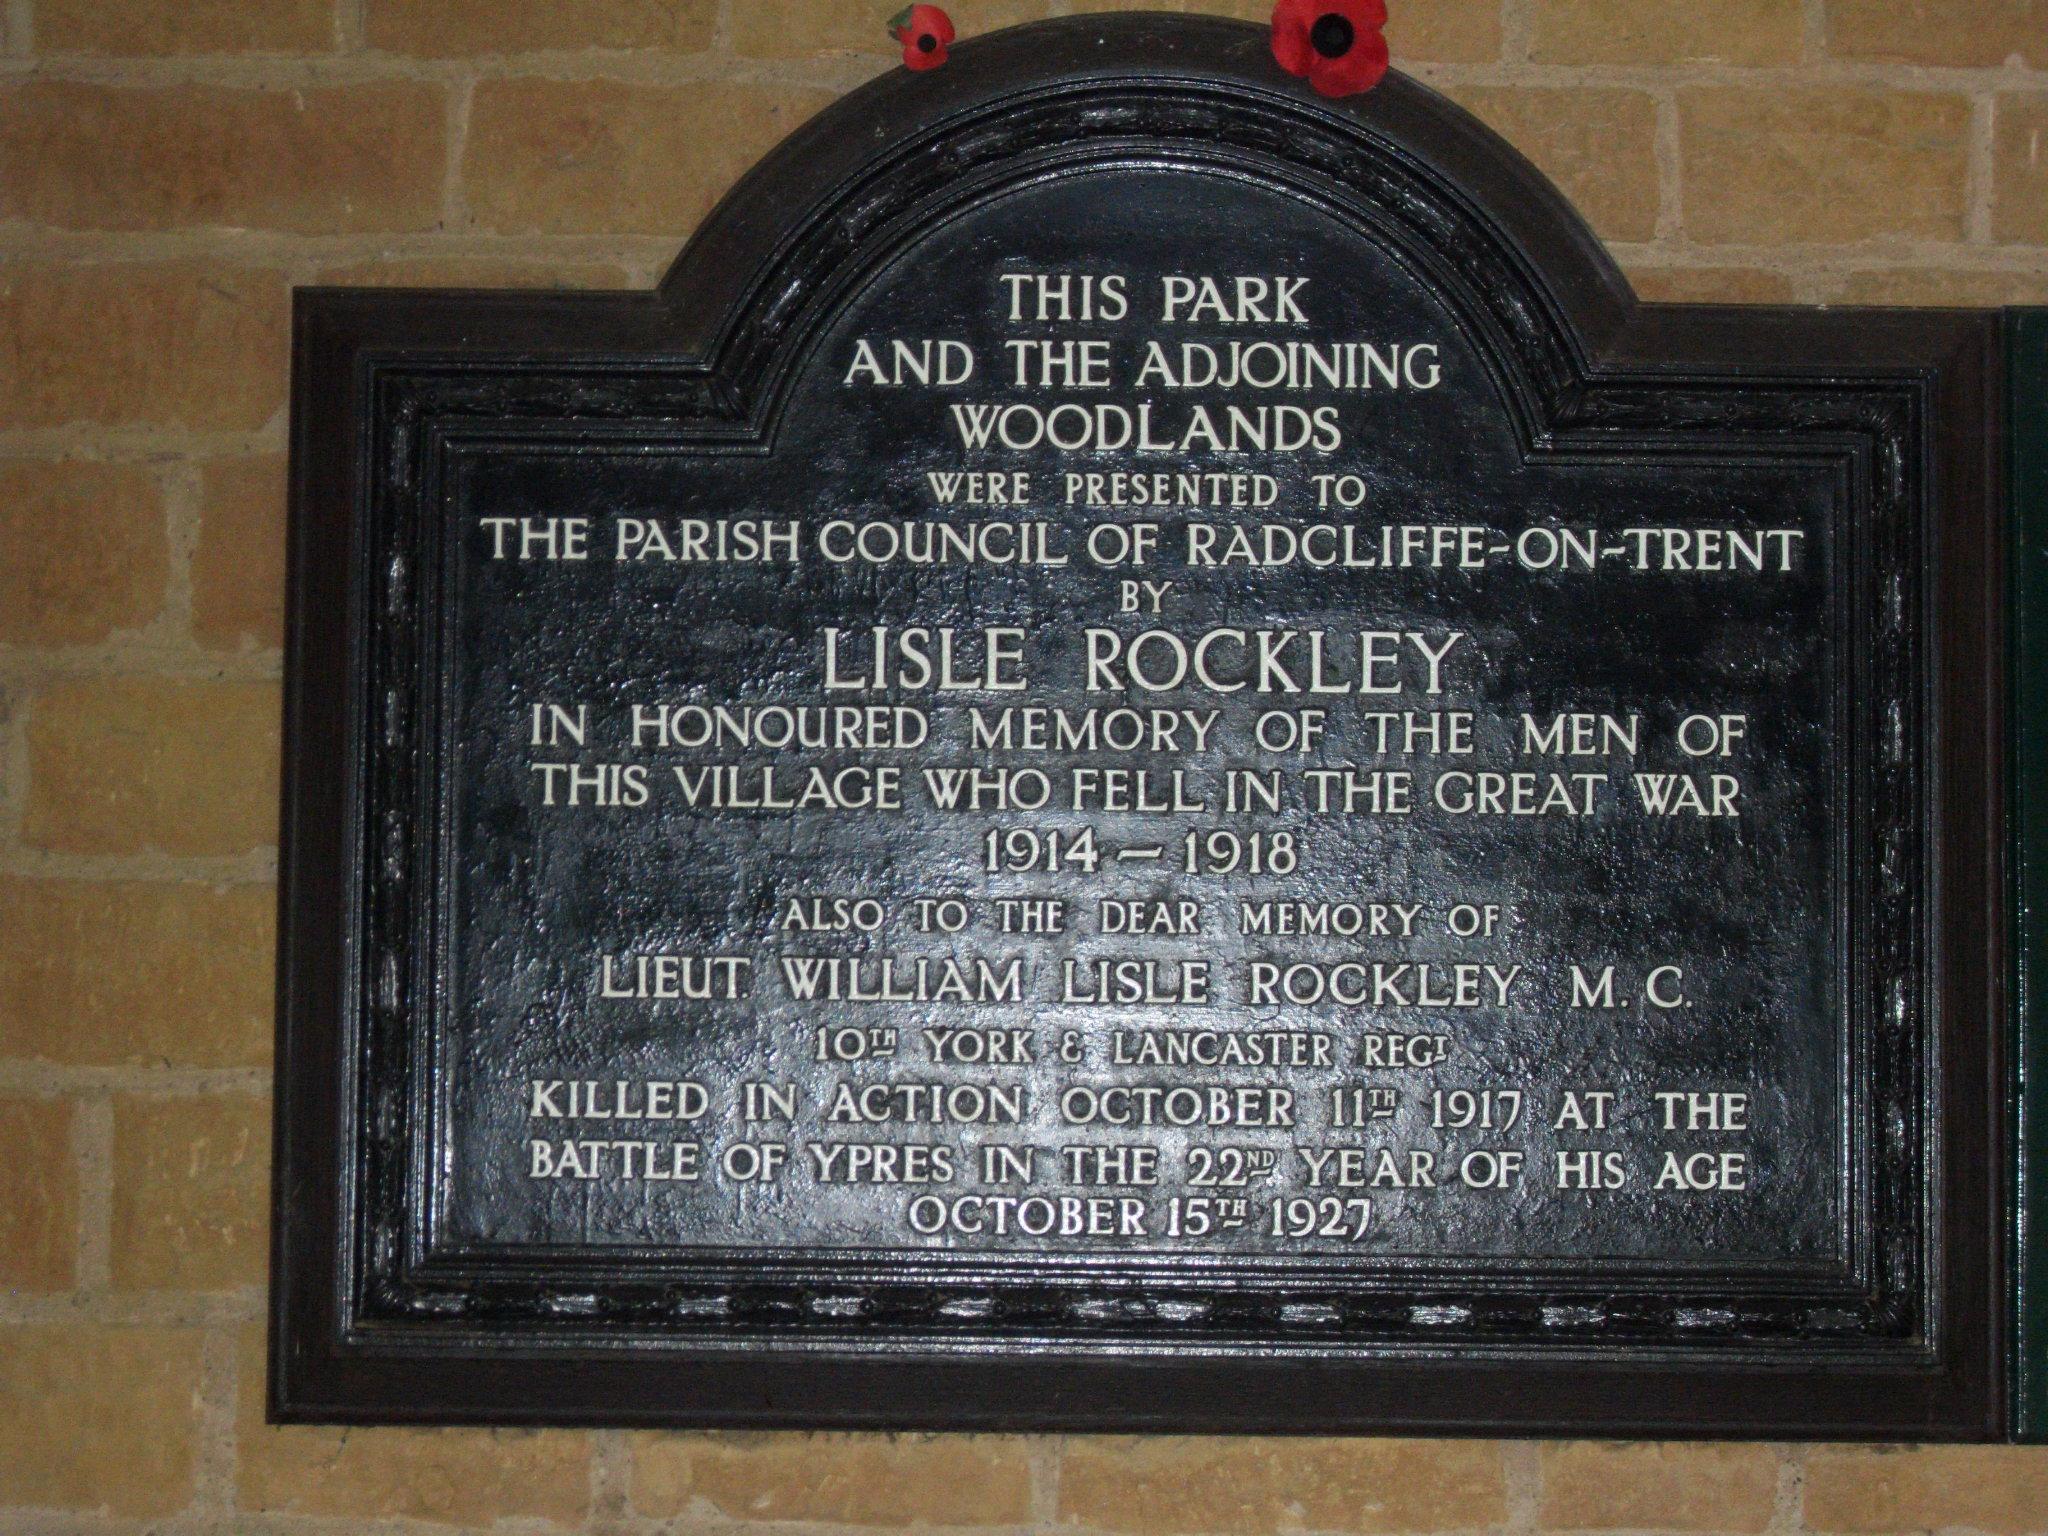 THIS PARK
AND THE ADJOINING
WOODLANDS
WERE PRESENTED TO
THE PARISH COUNCIL OF RADCLIFFE-ON-TRENT
BY
LISLE ROCKLEY
IN HONOURED MEMORY OF THE MEN OF
THIS VILLAGE WHO FELL IN THE GREAT WAR
1914 - 1918
ALSO TO THE DEAR MEMORY OF
LIEUT. WILLIAM LISLE ROCKLEY M. C.
10TH YORK & LANCASTER REGT
KILLED IN ACTION OCTOBER 11TH 1917 AT THE
BATTLE OF YPRES IN THE 22ND YEAR OF HIS AGE
OCTOBER 15TH 1927